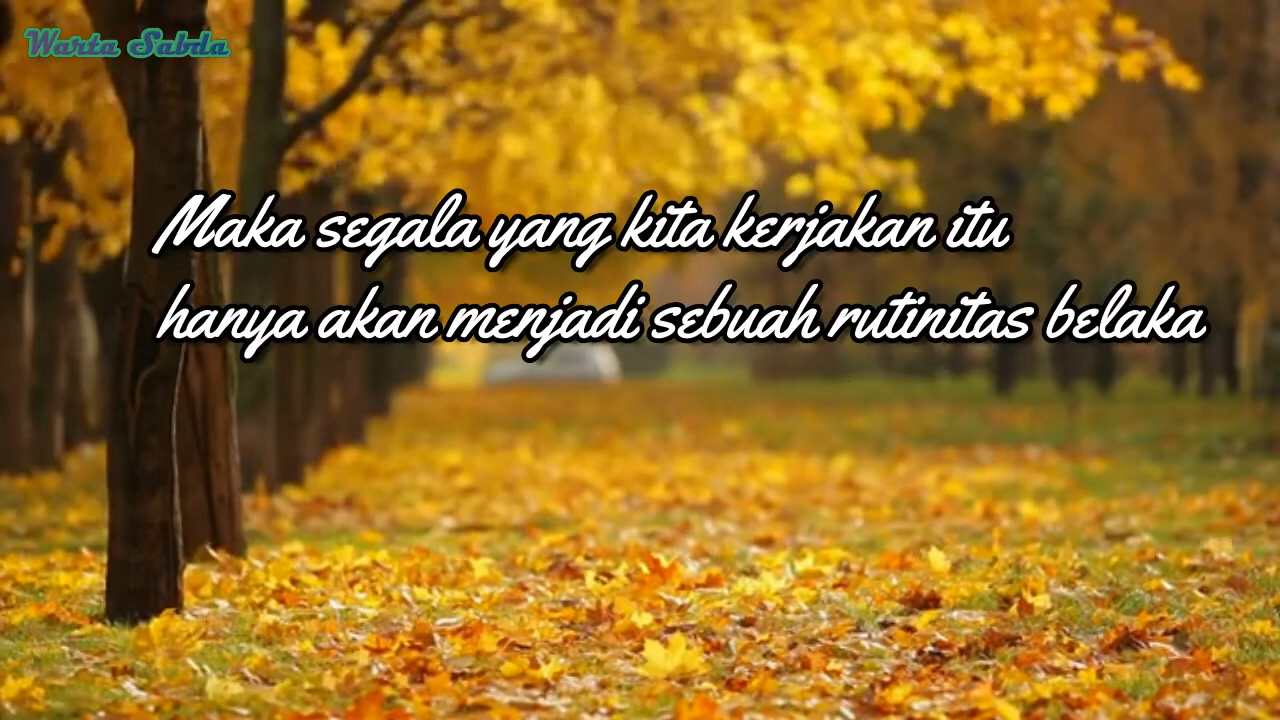 Warta Sabda
Maka segala yang kita kerjakan itu
hanya akan menjadi sebuah rutinitas belaka